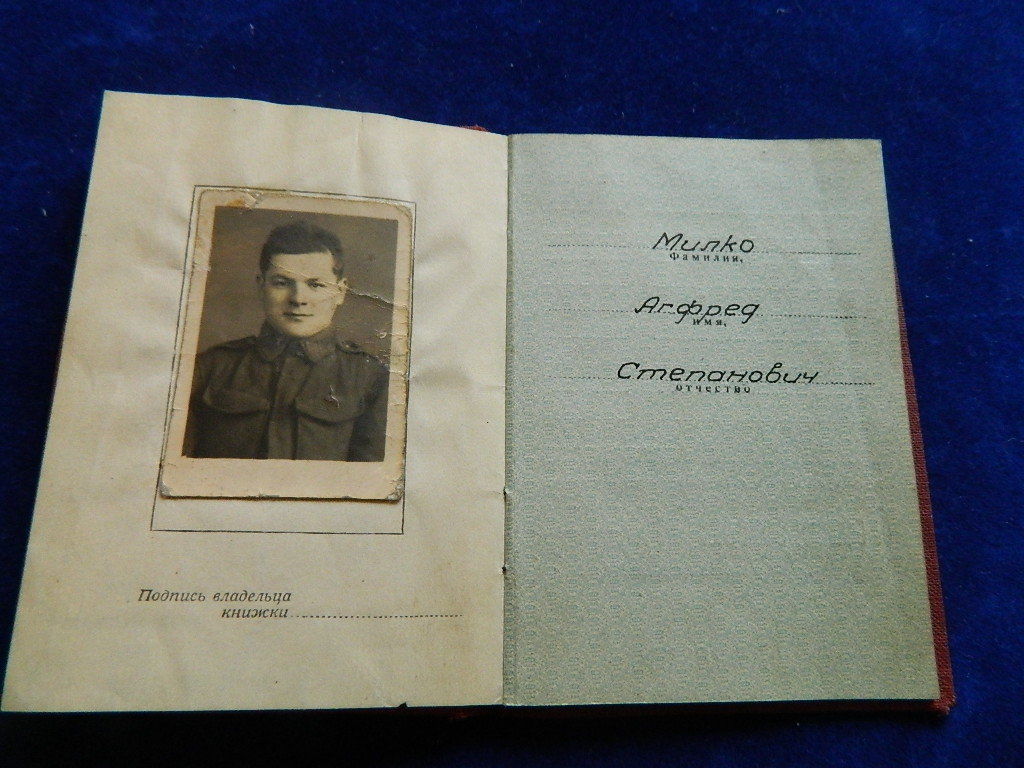 Подпись владельца
книжки
Милко
Фамилия,
Агфред
имя,
Степанович
отчество